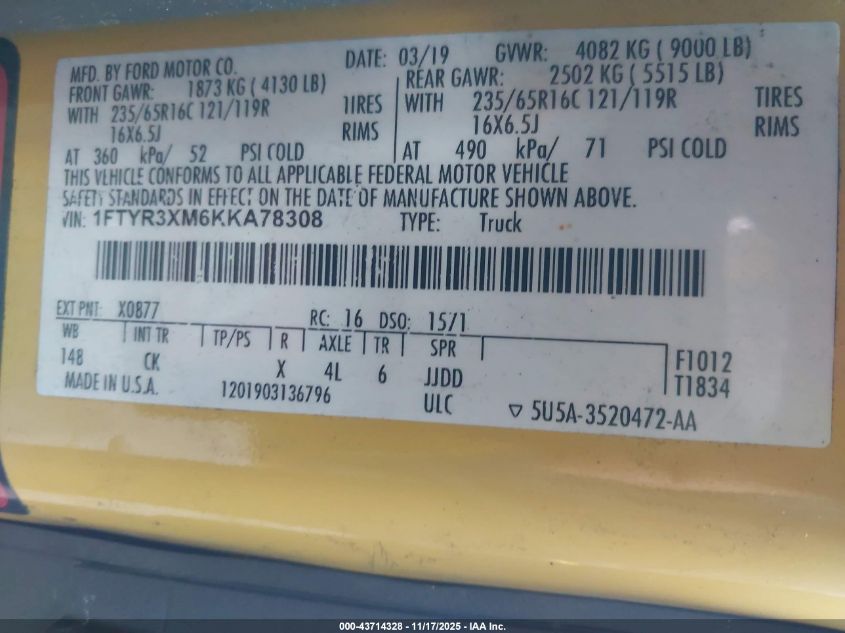 MFD. BY FORD MOTOR CO. DATE: 03/19 GVWR: 4082 KG ( 9000 LB)
FRONT GAWR: 1873 KG ( 4130 LB) REAR GAWR: 2502 KG ( 5515 LB)
WITH 235/65R16C 121/119R TIRES WITH 235/65R16C 121/119R TIRES
16X6.5J RIMS 16X6.5J RIMS
AT 360 kPa/ 52 PSI COLD AT 490 kPa/ 71 PSI COLD
THIS VEHICLE CONFORMS TO ALL APPLICABLE FEDERAL MOTOR VEHICLE
SAFETY STANDARDS IN EFFECT ON THE DATE OF MANUFACTURE SHOWN ABOVE.
VIN: 1FTYR3XM6KKA78308 TYPE: Truck
EXT PNT: X0877 RC: 16 DSO: 15/1
WB INT TR TP/PS R AXLE TR SPR F1012
148 CK X 4L 6 JJDD T1834
MADE IN U.S.A. 1201903136796 ULC ▽ 5U5A-3520472-AA
000-43714328 - 11/17/2025 - IAA Inc.